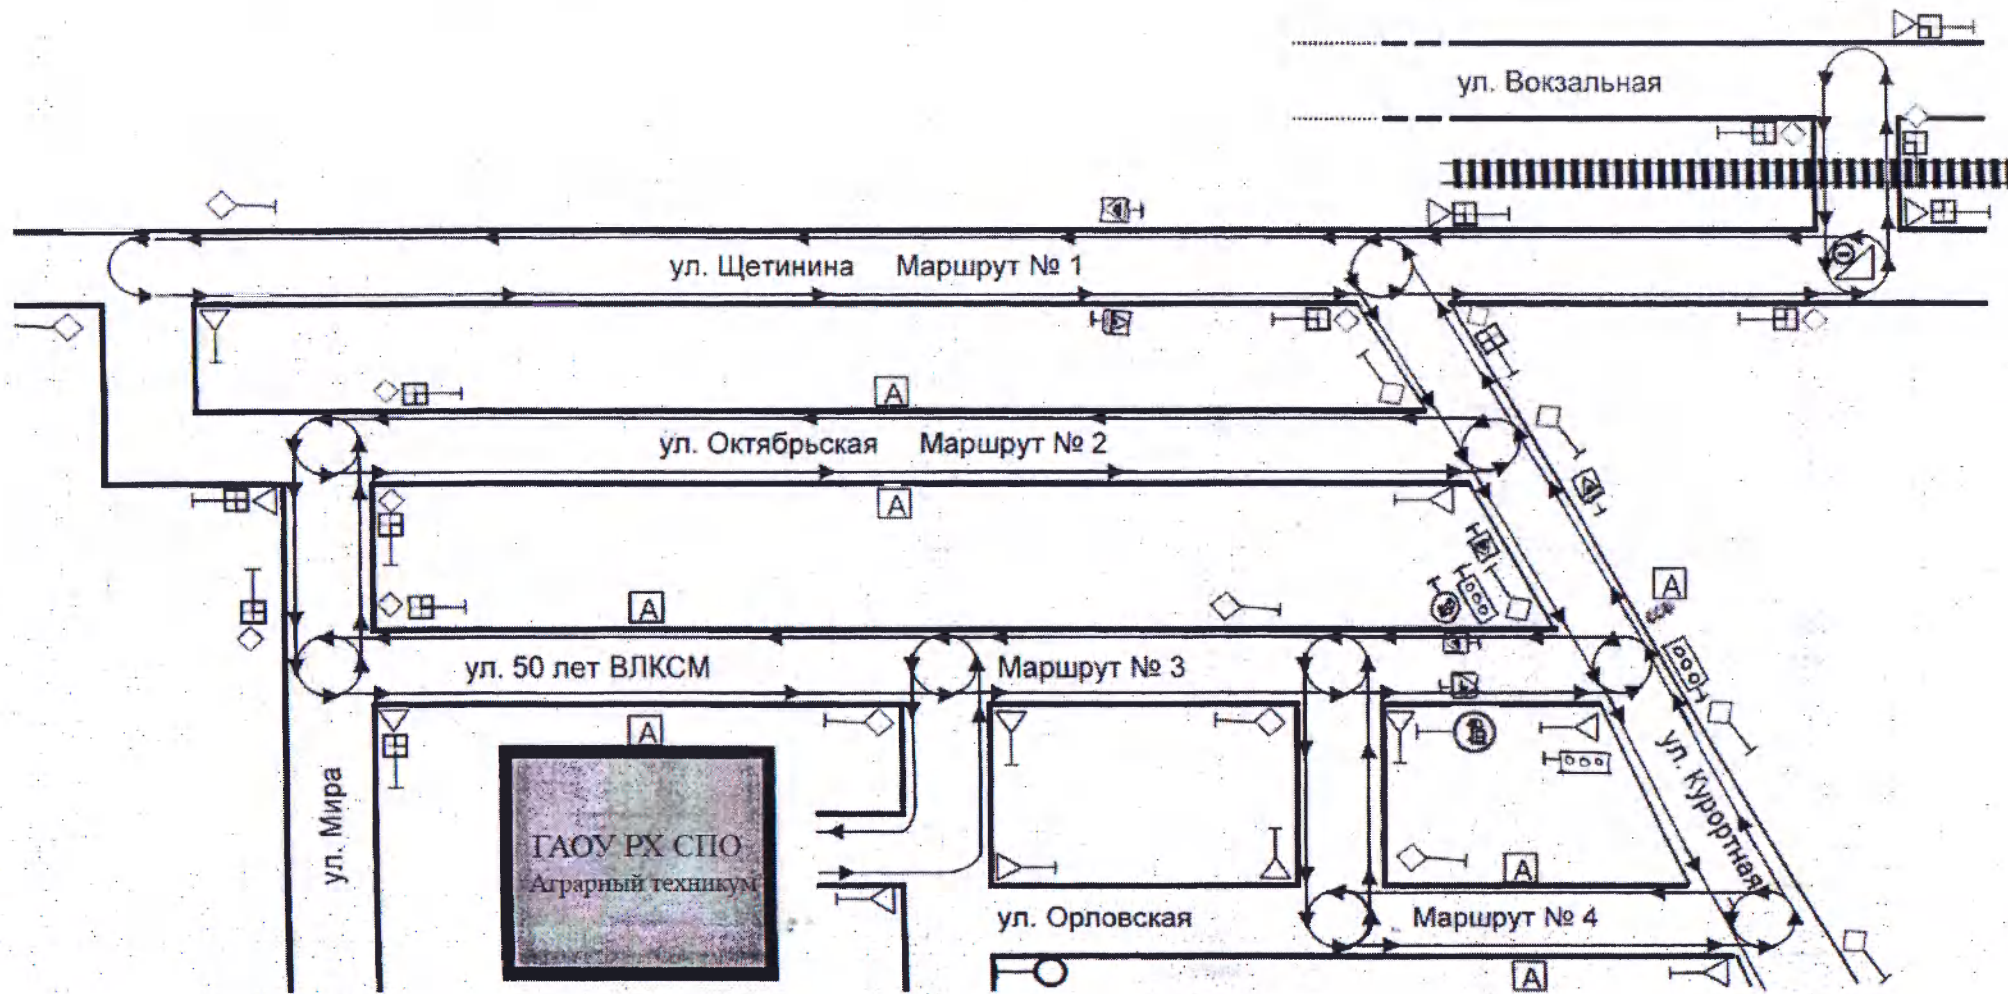 ул. Вокзальная
ул. Щетинина Маршрут № 1
А
ул. Октябрьская Маршрут № 2
А
А
А
ул. 50 лет ВЛКСМ
Маршрут № 3
А
ул. Мира
ул. Курортная
ГАОУ РХ СПО
Аграрный техникум
А
ул. Орловская
Маршрут № 4
А